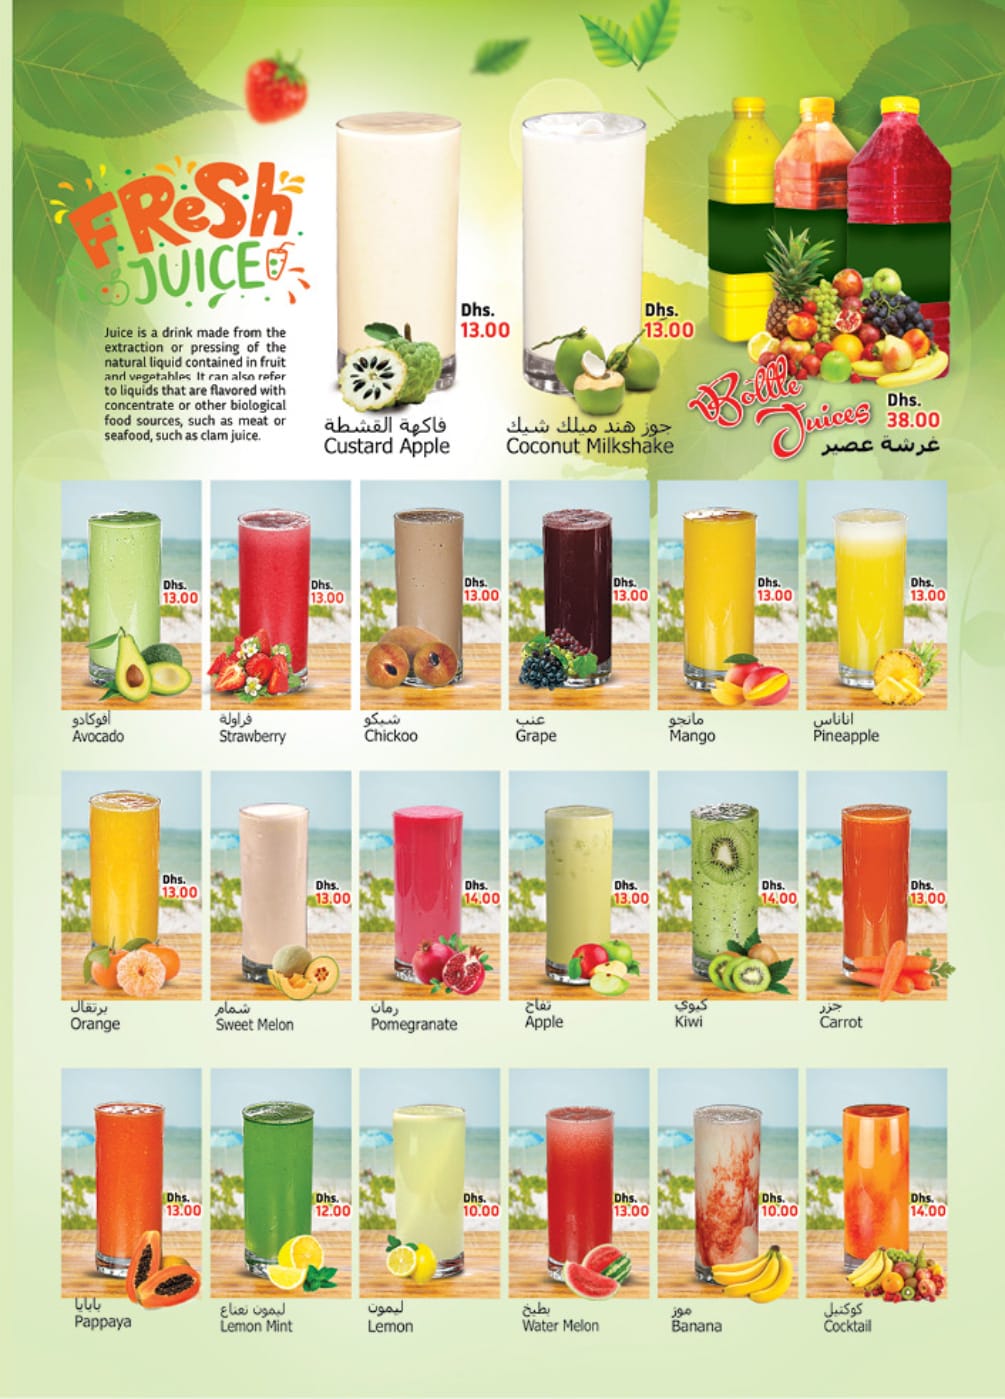 FReSh
JUICE
Juice is a drink made from the
extraction or pressing of the
natural liquid contained in fruit
and vegetables. It can also refer
to liquids that are flavored with
concentrate or other biological
food sources, such as meat or
seafood, such as clam juice.
Dhs.
13.00
فاكهة القشطة
Custard Apple
Dhs.
13.00
جوز هند ميلك شيك
Coconut Milkshake
Bottle
Juices
Dhs.
38.00
غرشة عصير
Dhs.
13.00
أفوكادو
Avocado
Dhs.
13.00
فراولة
Strawberry
Dhs.
13.00
شيكو
Chickoo
Dhs.
13.00
عنب
Grape
Dhs.
13.00
مانجو
Mango
Dhs.
13.00
اناناس
Pineapple
Dhs.
13.00
برتقال
Orange
Dhs.
13.00
شمام
Sweet Melon
Dhs.
14.00
رمان
Pomegranate
Dhs.
13.00
تفاح
Apple
Dhs.
14.00
كيوي
Kiwi
Dhs.
13.00
جزر
Carrot
Dhs.
13.00
بابايا
Pappaya
Dhs.
12.00
ليمون نعناع
Lemon Mint
Dhs.
10.00
ليمون
Lemon
Dhs.
13.00
بطيخ
Water Melon
Dhs.
10.00
موز
Banana
Dhs.
14.00
كوكتيل
Cocktail